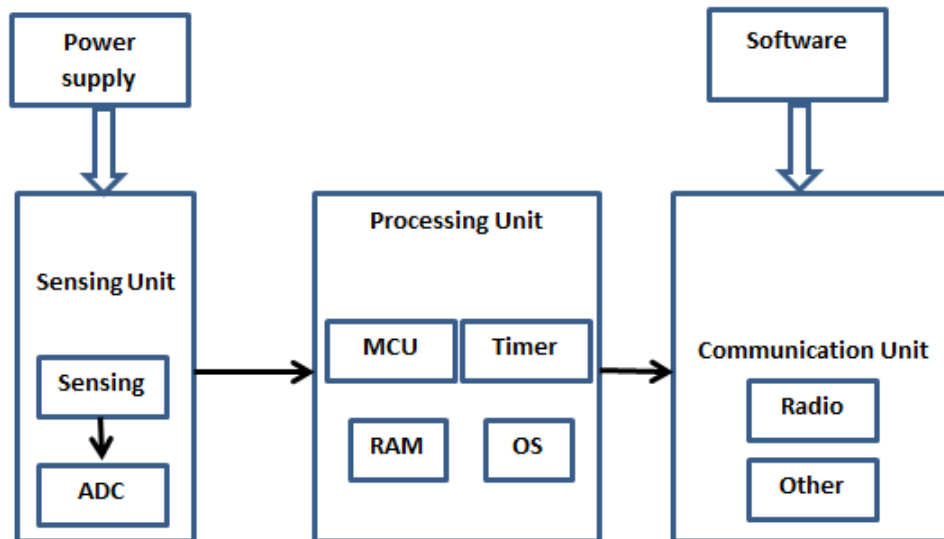 Power
supply
Software
Sensing Unit
Sensing
ADC
Processing Unit
MCU
Timer
RAM
OS
Communication Unit
Radio
Other